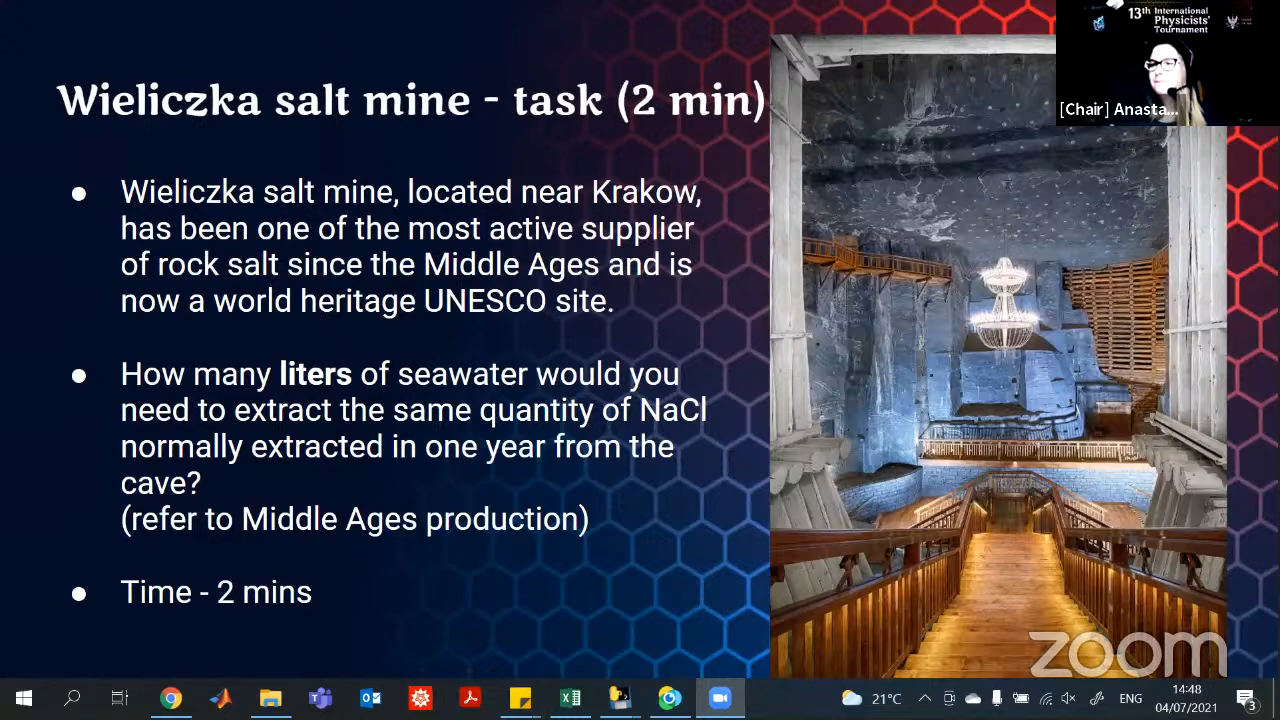 13th International
Physicists'
Tournament
[Chair] Anasta...
Wieliczka salt mine - task (2 min)
● Wieliczka salt mine, located near Krakow,
has been one of the most active supplier
of rock salt since the Middle Ages and is
now a world heritage UNESCO site.
● How many liters of seawater would you
need to extract the same quantity of NaCl
normally extracted in one year from the
cave?
(refer to Middle Ages production)
● Time - 2 mins
zoom
21°C
ENG
14:48
04/07/2021
3